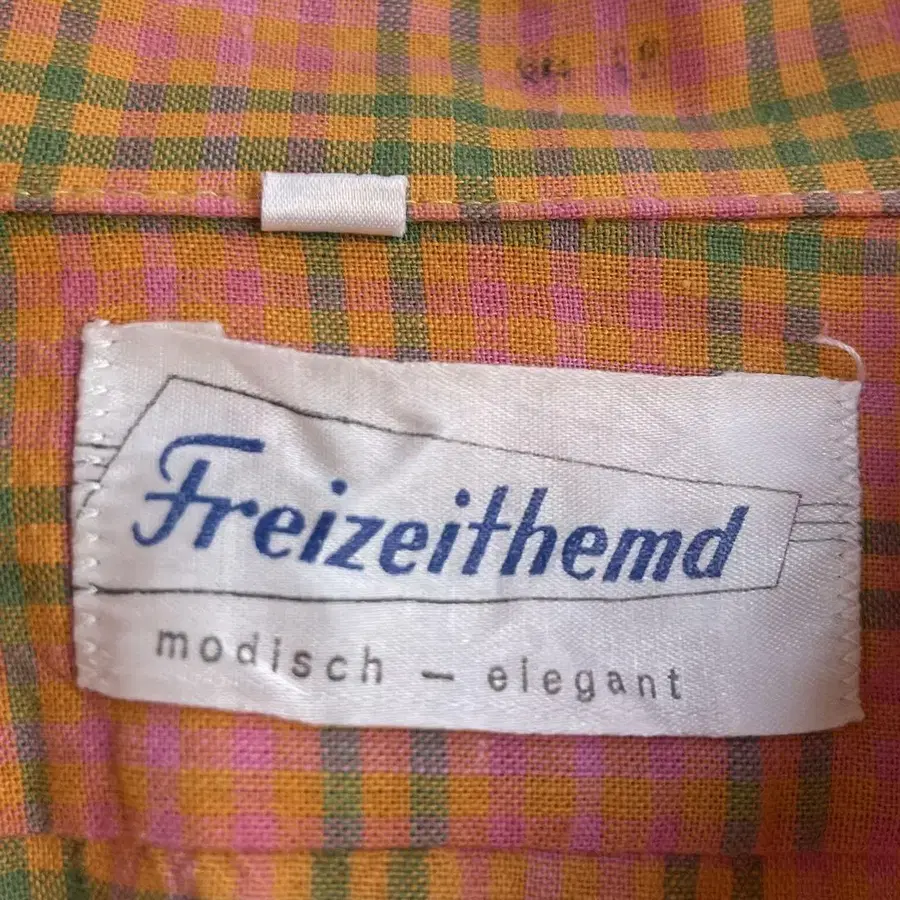 Freizeithemd
modisch — elegant